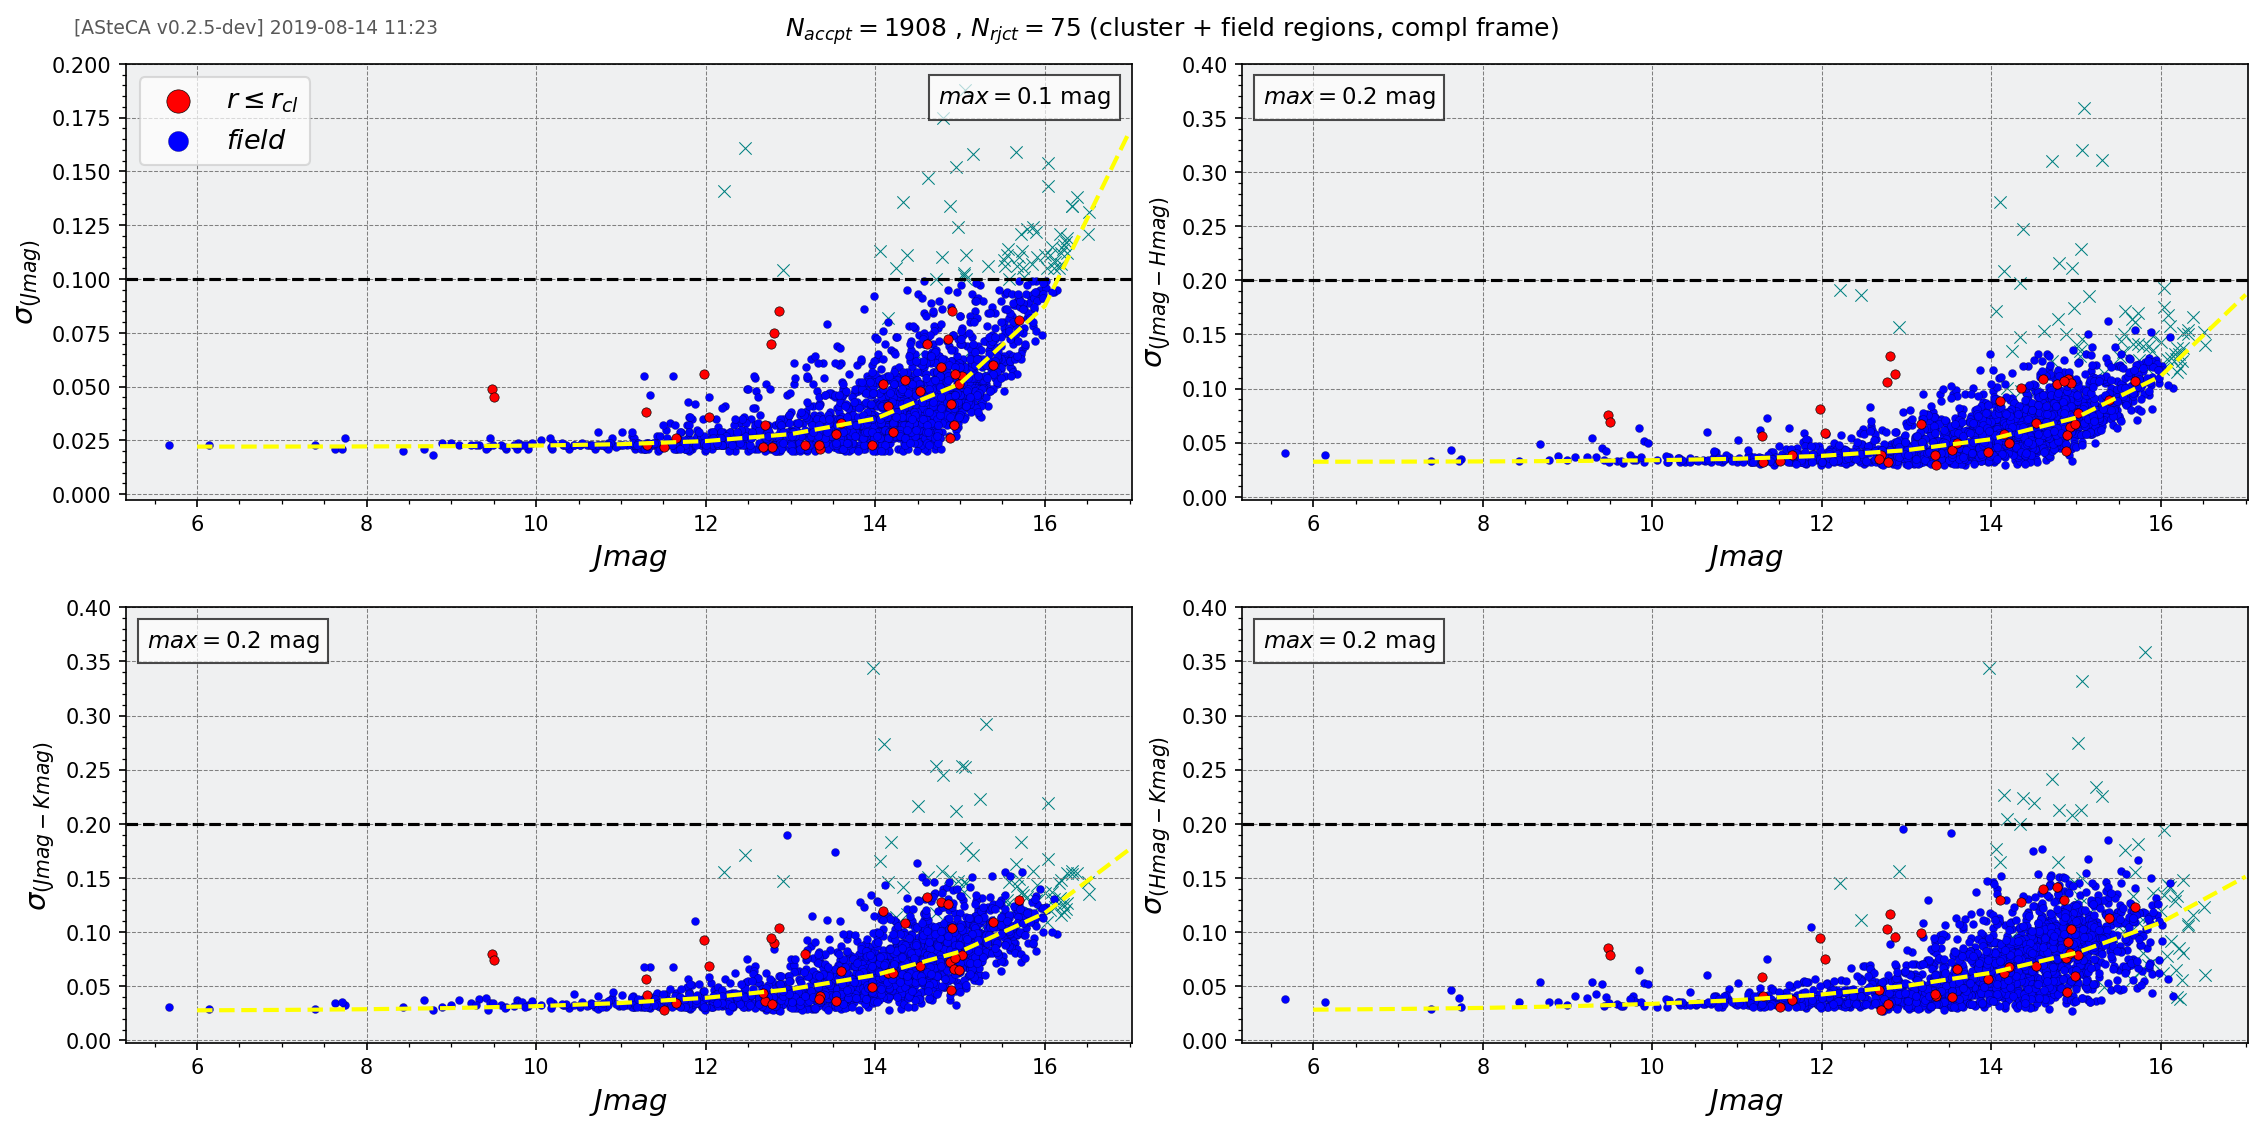 [ASteCA v0.2.5-dev] 2019-08-14 11:23
N_accpt = 1908 , N_rjct = 75 (cluster + field regions, compl frame)
0.200
0.175
0.150
0.125
0.100
0.075
0.050
0.025
0.000
σ(Jmag)
r ≤ r_cl
field
max = 0.1 mag
6 8 10 12 14 16
Jmag
0.40
0.35
0.30
0.25
0.20
0.15
0.10
0.05
0.00
σ(Jmag − Hmag)
max = 0.2 mag
6 8 10 12 14 16
Jmag
0.40
0.35
0.30
0.25
0.20
0.15
0.10
0.05
0.00
σ(Jmag − Kmag)
max = 0.2 mag
6 8 10 12 14 16
Jmag
0.40
0.35
0.30
0.25
0.20
0.15
0.10
0.05
0.00
σ(Hmag − Kmag)
max = 0.2 mag
6 8 10 12 14 16
Jmag